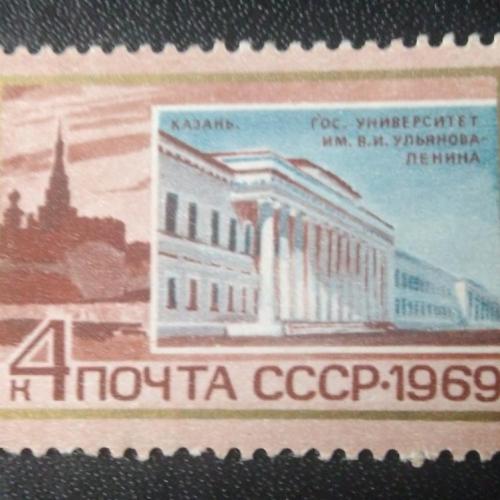 КАЗАНЬ.
ГОС. УНИВЕРСИТЕТ
ИМ. В.И. УЛЬЯНОВА-
ЛЕНИНА
4
К ПОЧТА СССР·1969